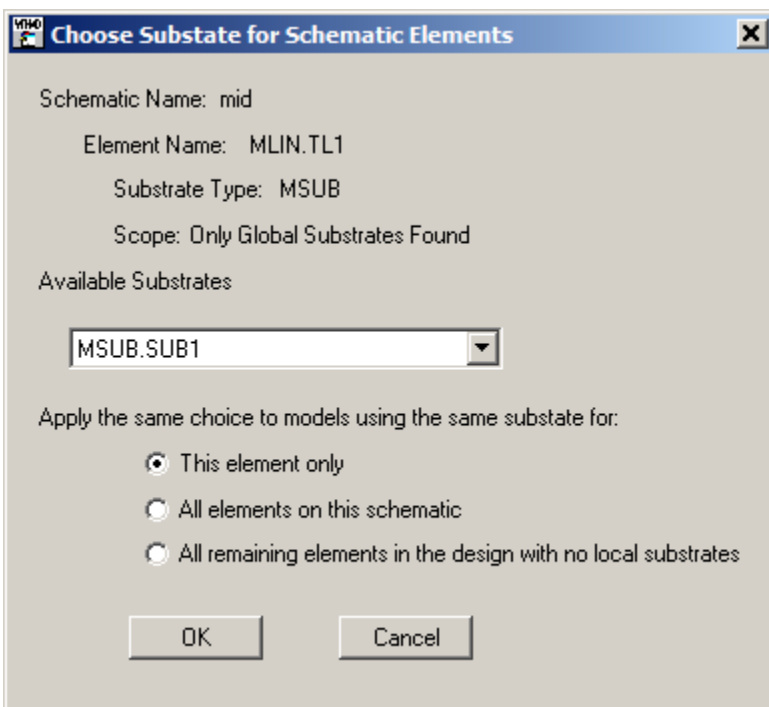 Choose Substate for Schematic Elements
Schematic Name: mid
Element Name: MLIN.TL1
Substrate Type: MSUB
Scope: Only Global Substrates Found
Available Substrates
MSUB.SUB1
Apply the same choice to models using the same substate for:
This element only
All elements on this schematic
All remaining elements in the design with no local substrates
OK Cancel